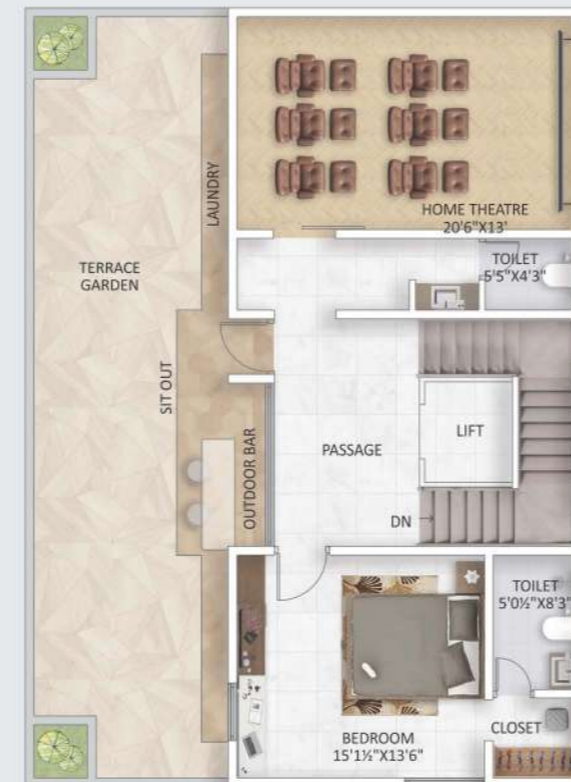 HOME THEATRE
20'6"X13'
LAUNDRY
TOILET
5'5"X4'3"
TERRACE
GARDEN
SIT OUT
OUTDOOR BAR
PASSAGE
LIFT
DN
TOILET
5'0½"X8'3"
CLOSET
BEDROOM
15'1½"X13'6"